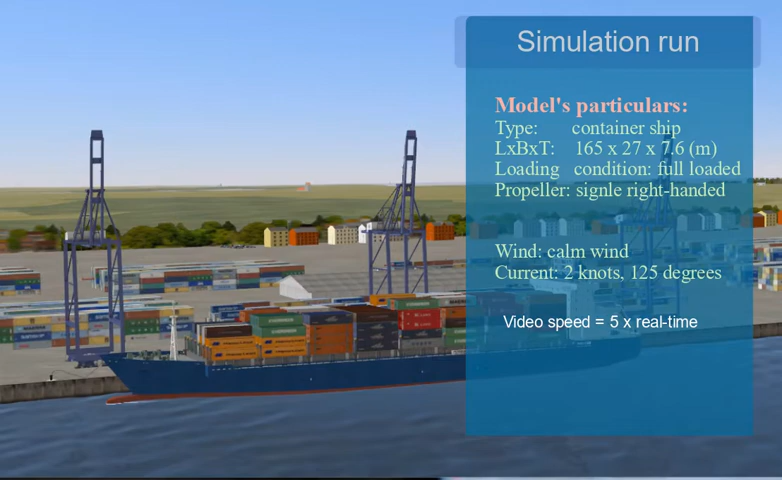 Simulation run
Model's particulars:
Type: container ship
LxBxT: 165 x 27 x 7.6 (m)
Loading condition: full loaded
Propeller: signle right-handed
Wind: calm wind
Current: 2 knots, 125 degrees
Video speed = 5 x real-time